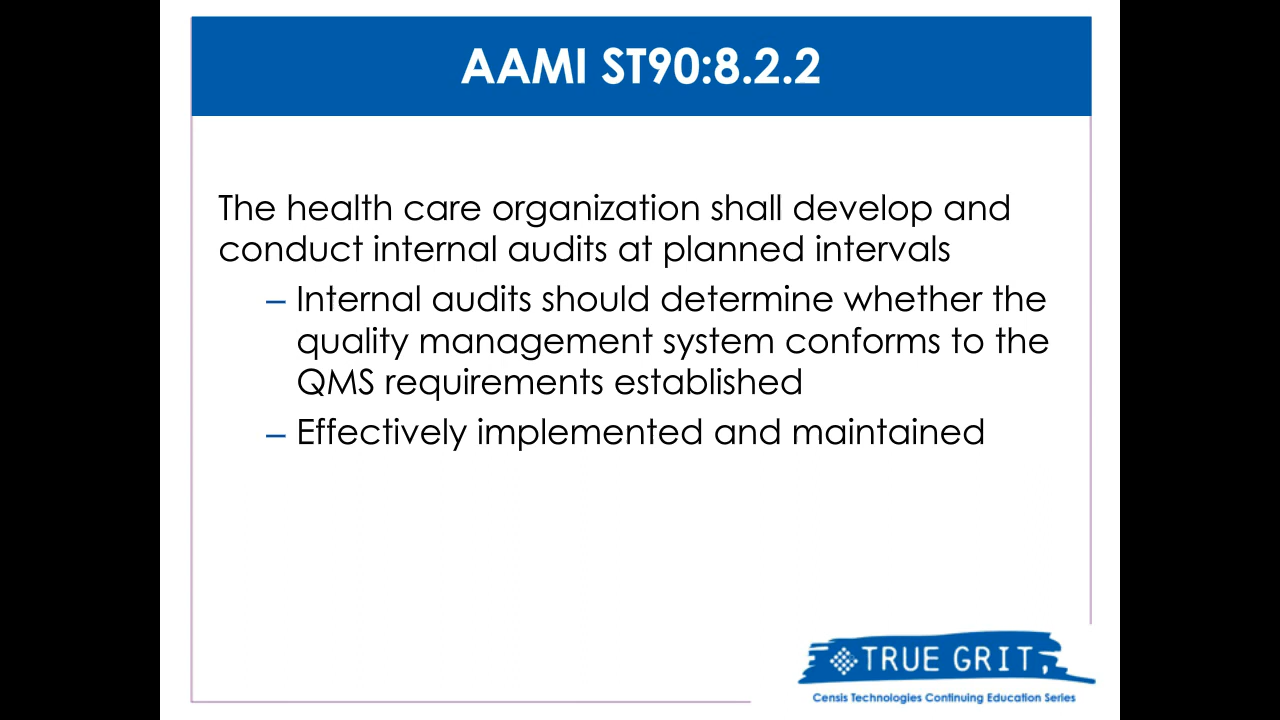 AAMI ST90:8.2.2
The health care organization shall develop and
conduct internal audits at planned intervals
– Internal audits should determine whether the
quality management system conforms to the
QMS requirements established
– Effectively implemented and maintained
TRUE GRIT
Censis Technologies Continuing Education Series